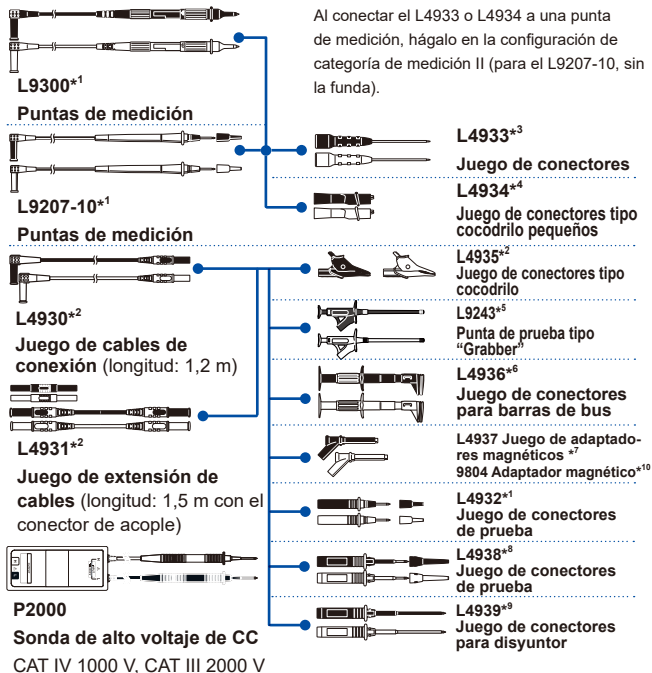 Al conectar el L4933 o L4934 a una punta
de medición, hágalo en la configuración de
categoría de medición II (para el L9207-10, sin
la funda).
L9300*1
Puntas de medición
L9207-10*1
Puntas de medición
L4930*2
Juego de cables de
conexión (longitud: 1,2 m)
L4931*2
Juego de extensión de
cables (longitud: 1,5 m con el
conector de acople)
P2000
Sonda de alto voltaje de CC
CAT IV 1000 V, CAT III 2000 V
L4933*3
Juego de conectores
L4934*4
Juego de conectores tipo
cocodrilo pequeños
L4935*2
Juego de conectores tipo
cocodrilo
L9243*5
Punta de prueba tipo
“Grabber”
L4936*6
Juego de conectores
para barras de bus
L4937 Juego de adaptado-
res magnéticos *7
9804 Adaptador magnético*10
L4932*1
Juego de conectores
de prueba
L4938*8
Juego de conectores
de prueba
L4939*9
Juego de conectores
para disyuntor